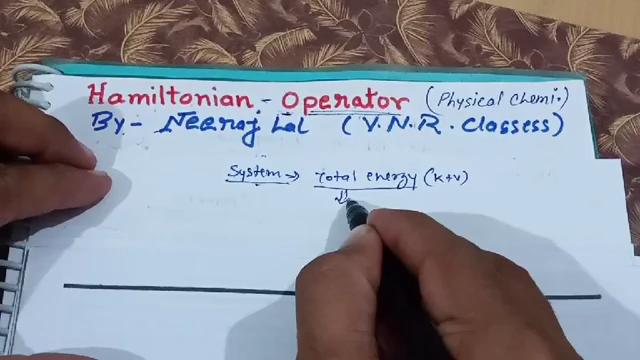 Hamiltonian - Operator (Physical Chemi.)
By - Neeraj Lal (V.N.R. Classess)
System → Total energy (K+V)
⇓